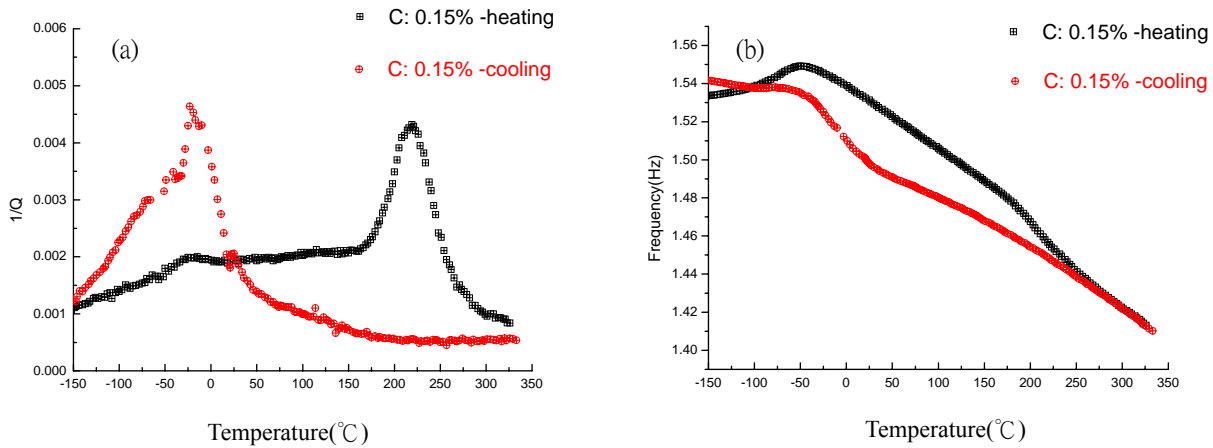 (a)
C: 0.15% -heating
C: 0.15% -cooling
0.006
0.005
0.004
0.003
0.002
0.001
0.000
1/Q
-150 -100 -50 0 50 100 150 200 250 300 350
Temperature(℃)
(b)
C: 0.15% -heating
C: 0.15% -cooling
1.56
1.54
1.52
1.50
1.48
1.46
1.44
1.42
1.40
Frequency(Hz)
-150 -100 -50 0 50 100 150 200 250 300 350
Temperature(℃)